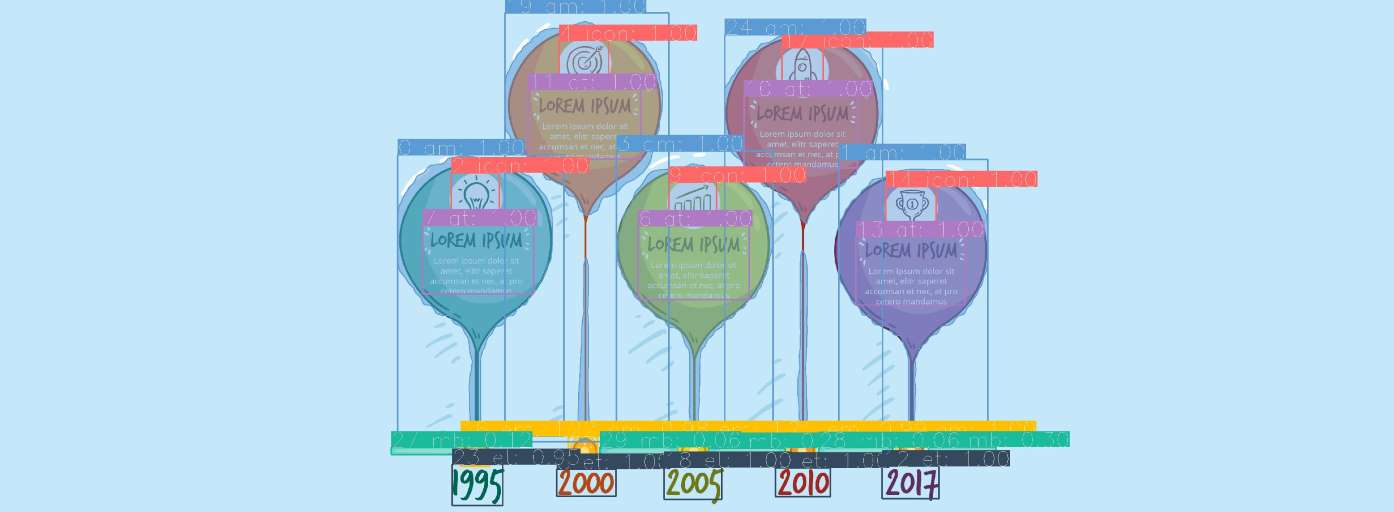 9 am: 1.00
icon: 1.00
24 am: 1.00
17 icon: 1.00
11 at: 1.00
at: 1.00
LOREM IPSUM
Lorem ipsum dolor sit
amet, elitr saperet
accumsan et nec, at pro
cetero mandamus
LOREM IPSUM
Lorem ipsum dolor sit
amet, elitr saperet
accumsan et nec, at pro
cetero mandamus
am: 1.00
3 am: 1.00
1 am: 1.00
2 icon: 1.00
9 icon: 1.00
14 icon: 1.00
7 at: 1.00
6 at: 1.00
13 at: 1.00
LOREM IPSUM
Lorem ipsum dolor sit
amet, elitr saperet
accumsan et nec, at pro
cetero mandamus
LOREM IPSUM
Lorem ipsum dolor sit
amet, elitr saperet
accumsan et nec, at pro
cetero mandamus
LOREM IPSUM
Lorem ipsum dolor sit
amet, elitr saperet
accumsan et nec, at pro
cetero mandamus
27 mb: 0.12
29 mb: 0.06 mb: 0.28 mb: 0.06 mb: 0.30
23 et: 0.95 et: 1.00 8 et: 1.00 et: 1.00 2 et: 1.00
1995
2000
2005
2010
2017